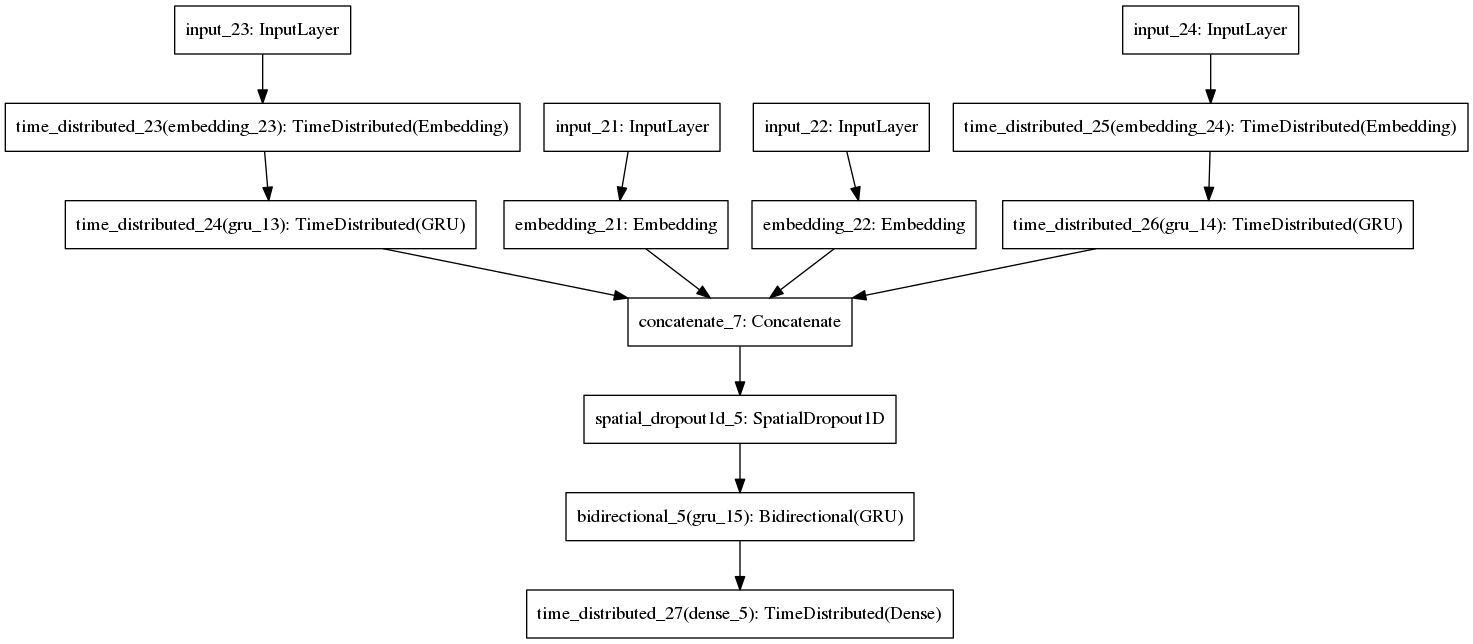 input_23: InputLayer
input_24: InputLayer
time_distributed_23(embedding_23): TimeDistributed(Embedding)
input_21: InputLayer
input_22: InputLayer
time_distributed_25(embedding_24): TimeDistributed(Embedding)
time_distributed_24(gru_13): TimeDistributed(GRU)
embedding_21: Embedding
embedding_22: Embedding
time_distributed_26(gru_14): TimeDistributed(GRU)
concatenate_7: Concatenate
spatial_dropout1d_5: SpatialDropout1D
bidirectional_5(gru_15): Bidirectional(GRU)
time_distributed_27(dense_5): TimeDistributed(Dense)